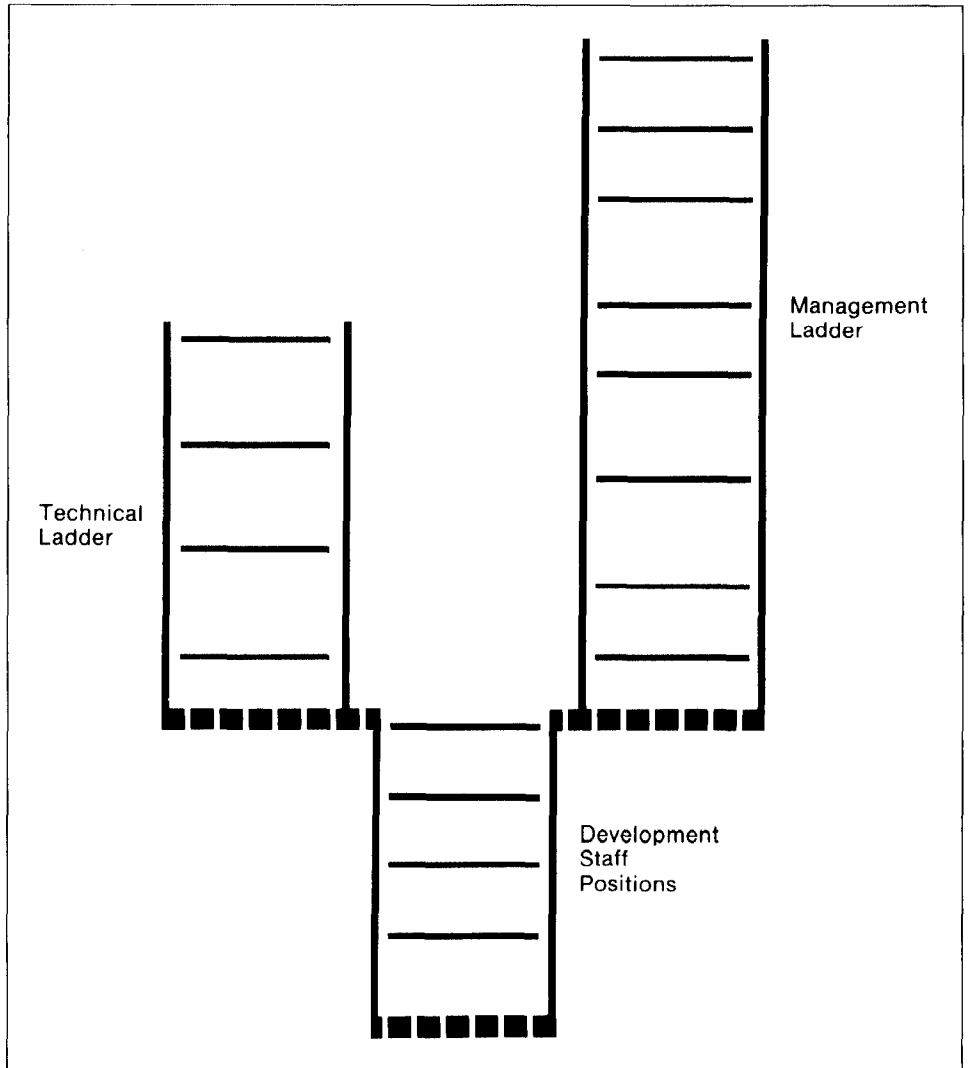 Management
Ladder
Technical
Ladder
Development
Staff
Positions